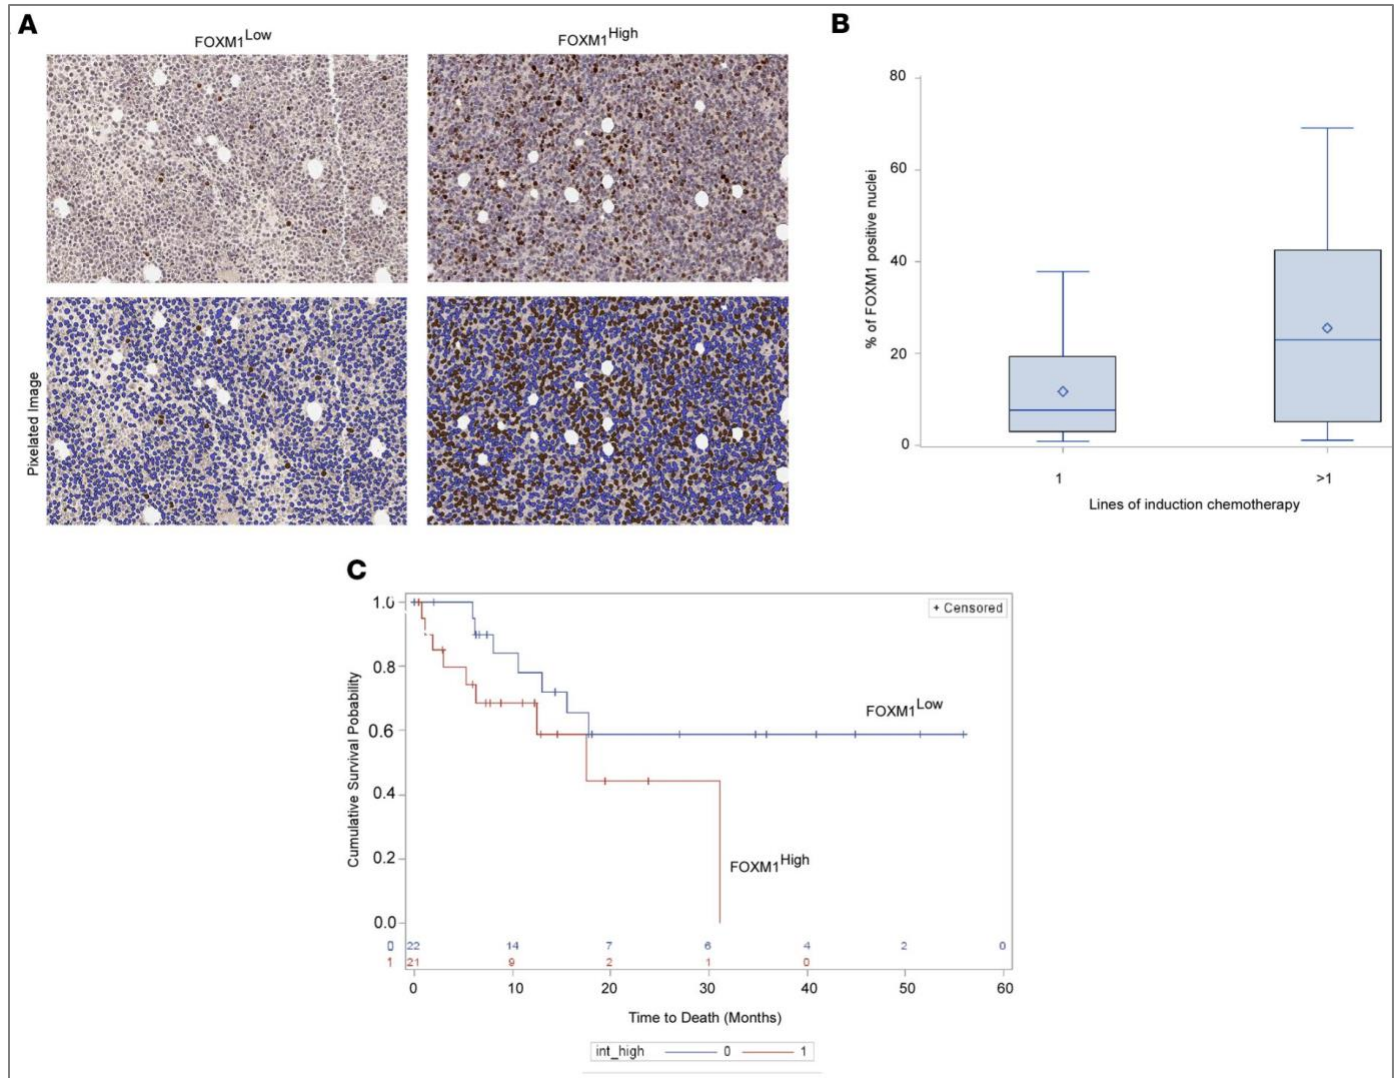 A
FOXM1Low
FOXM1High
Pixelated Image
B
80
60
40
20
0
% of FOXM1 positive nuclei
1
>1
Lines of induction chemotherapy
C
1.0
0.8
0.6
0.4
0.2
0.0
Cumulative Survival Pobability
+ Censored
FOXM1Low
FOXM1High
0 22 14 7 6 4 2 0
1 21 9 2 1 0
0 10 20 30 40 50 60
Time to Death (Months)
int_high 0 1